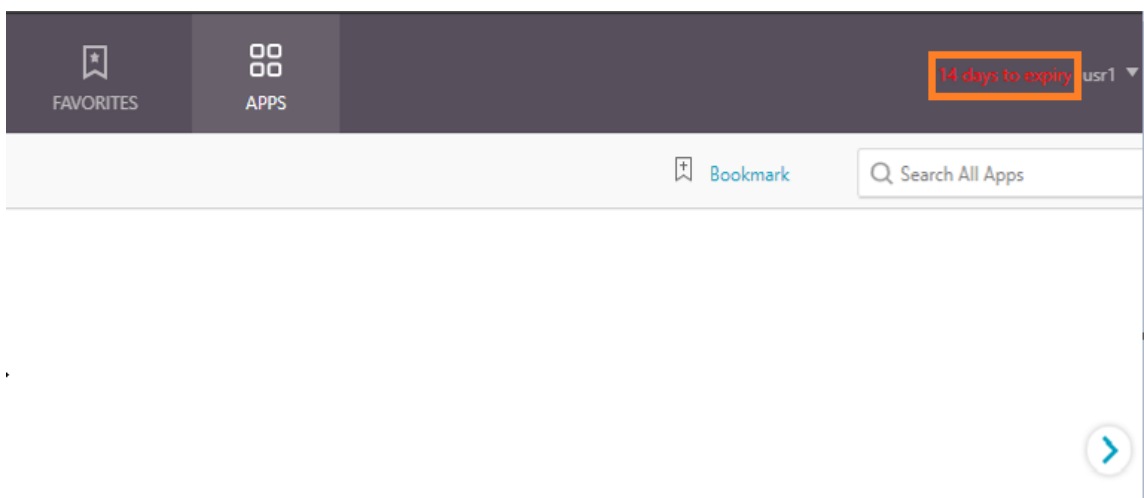 FAVORITES
APPS
14 days to expiry usr1
Bookmark
Search All Apps